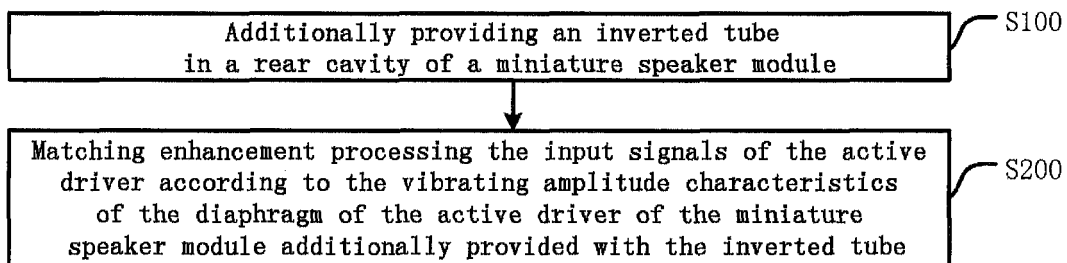 Additionally providing an inverted tube
in a rear cavity of a miniature speaker module
S100
Matching enhancement processing the input signals of the active
driver according to the vibrating amplitude characteristics
of the diaphragm of the active driver of the miniature
speaker module additionally provided with the inverted tube
S200